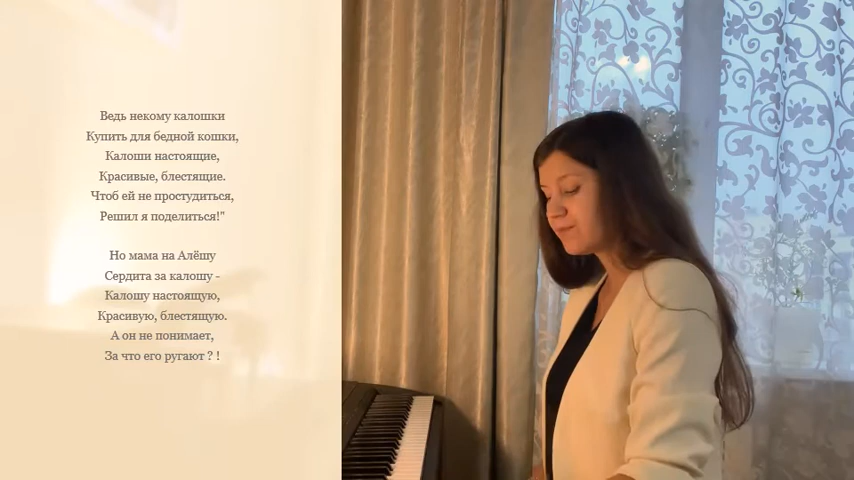 Ведь некому калошки
Купить для бедной кошки,
Калоши настоящие,
Красивые, блестящие.
Чтоб ей не простудиться,
Решил я поделиться!"
Но мама на Алёшу
Сердита за калошу -
Калошу настоящую,
Красивую, блестящую.
А он не понимает,
За что его ругают ? !